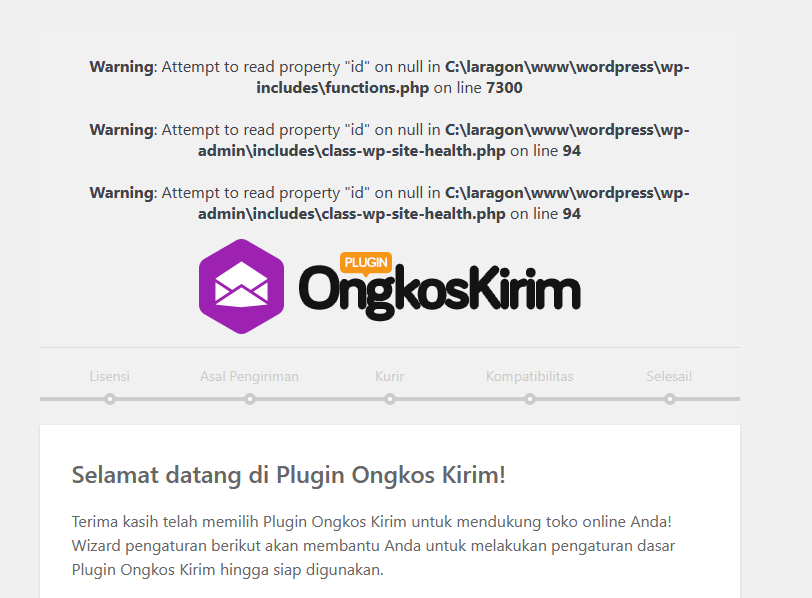 Warning: Attempt to read property "id" on null in C:\laragon\www\wordpress\wp-
includes\functions.php on line 7300
Warning: Attempt to read property "id" on null in C:\laragon\www\wordpress\wp-
admin\includes\class-wp-site-health.php on line 94
Warning: Attempt to read property "id" on null in C:\laragon\www\wordpress\wp-
admin\includes\class-wp-site-health.php on line 94
PLUGIN
OngkosKirim
Lisensi Asal Pengiriman Kurir Kompatibilitas Selesai!
Selamat datang di Plugin Ongkos Kirim!
Terima kasih telah memilih Plugin Ongkos Kirim untuk mendukung toko online Anda!
Wizard pengaturan berikut akan membantu Anda untuk melakukan pengaturan dasar
Plugin Ongkos Kirim hingga siap digunakan.